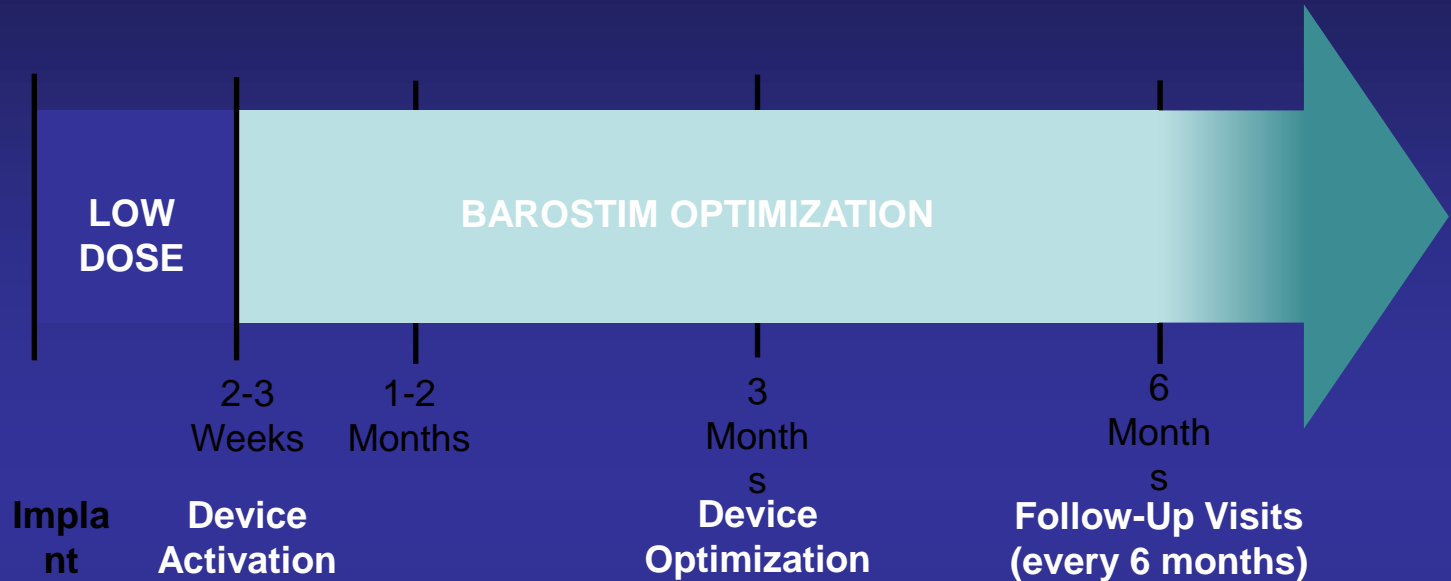 LOW
DOSE
BAROSTIM OPTIMIZATION
2-3
Weeks
1-2
Months
3
Month
s
6
Month
s
Impla
nt
Device
Activation
Device
Optimization
Follow-Up Visits
(every 6 months)